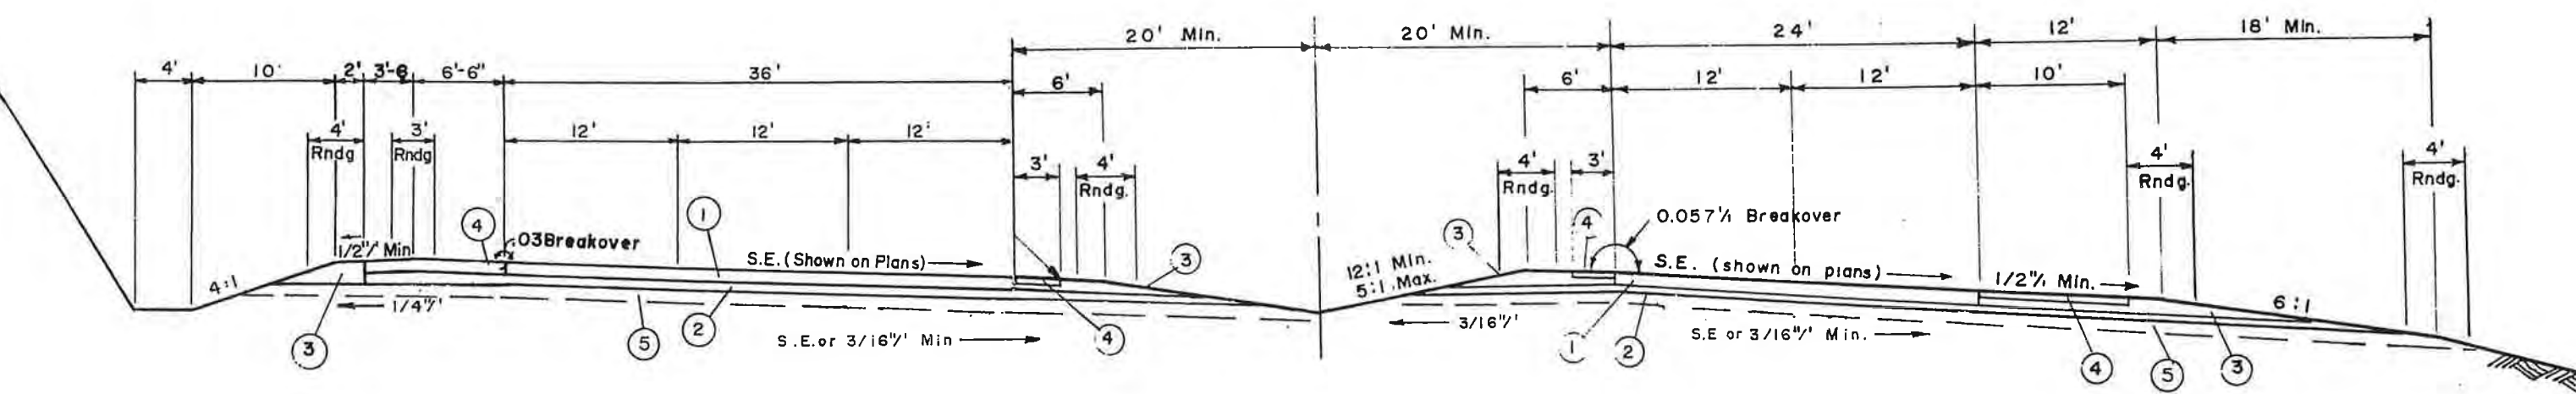 20' Min. 20' Min. 24' 12' 18' Min.
4' 10' 2' 3'-6 6'-6" 36' 6' 6' 12' 12' 10'
4' Rndg 3' Rndg 12' 12' 12' 3' 4' Rndg. 4' Rndg. 3' 4' Rndg. 4' Rndg.
4 1 3 4 0.057'/1 Breakover
1/2"/' Min .03Breakover S.E.(Shown on Plans) 3 12:1 Min. S.E. (shown on plans) 1/2"/1 Min.
4:1 5:1 Max. 6:1
1/4"/' 3/16"/'
3 5 2 S.E.or 3/16"/' Min 4 1 2 S.E or 3/16"/' Min. 4 5 3